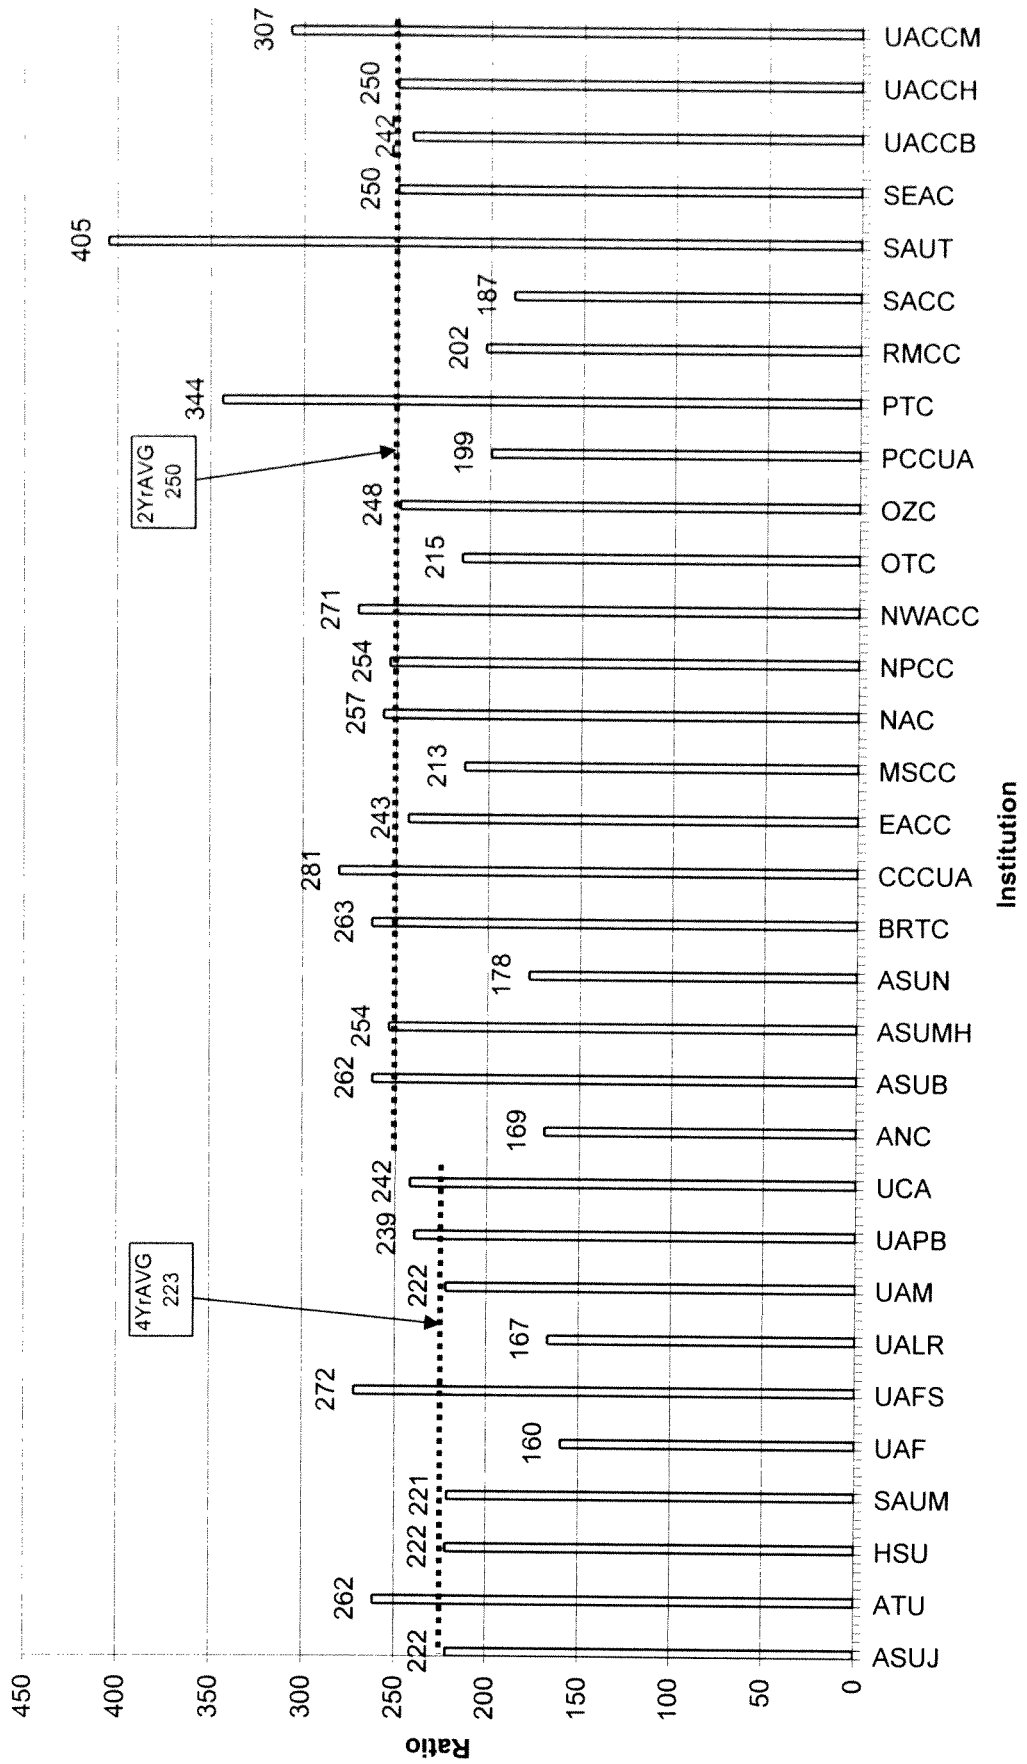 Ratio
450
400
350
300
250
200
150
100
50
0
4YrAVG
223
2YrAVG
250
222
262
222
221
160
272
167
222
239
242
169
262
254
178
263
281
243
213
257
254
271
215
248
199
344
202
187
405
250
242
250
307
ASUJ
ATU
HSU
SAUM
UAF
UAFS
UALR
UAM
UAPB
UCA
ANC
ASUB
ASUMH
ASUN
BRTC
CCCUA
EACC
MSCC
NAC
NPCC
NWACC
OTC
OZC
PCCUA
PTC
RMCC
SACC
SAUT
SEAC
UACCB
UACCH
UACCM
Institution